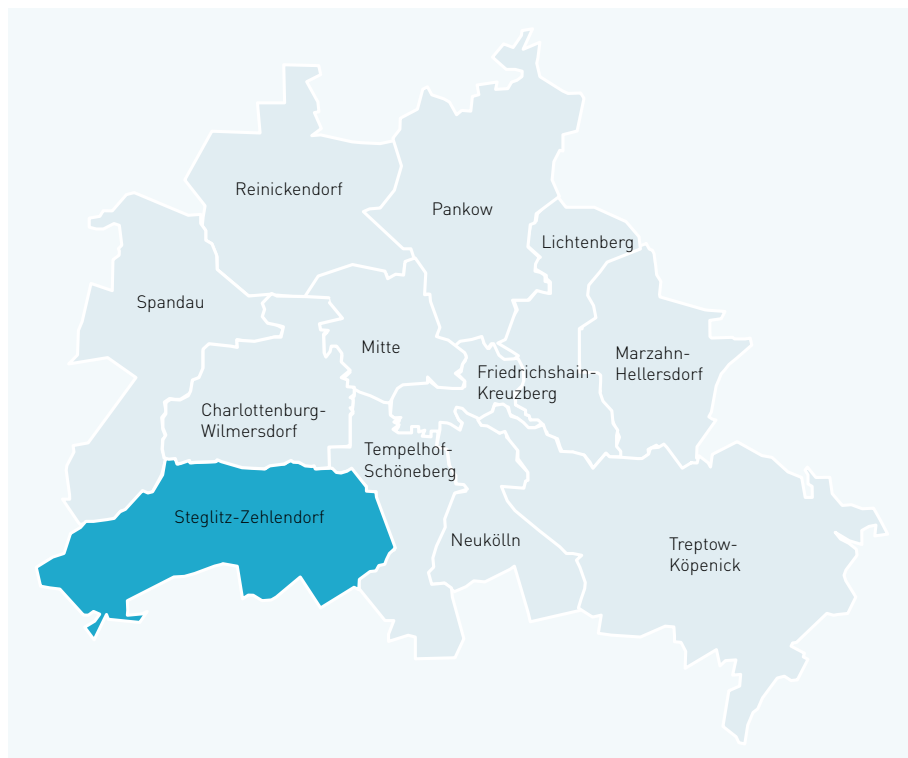 Reinickendorf
Pankow
Lichtenberg
Spandau
Mitte
Marzahn-
Hellersdorf
Friedrichshain-
Kreuzberg
Charlottenburg-
Wilmersdorf
Tempelhof-
Schöneberg
Steglitz-Zehlendorf
Neukölln
Treptow-
Köpenick